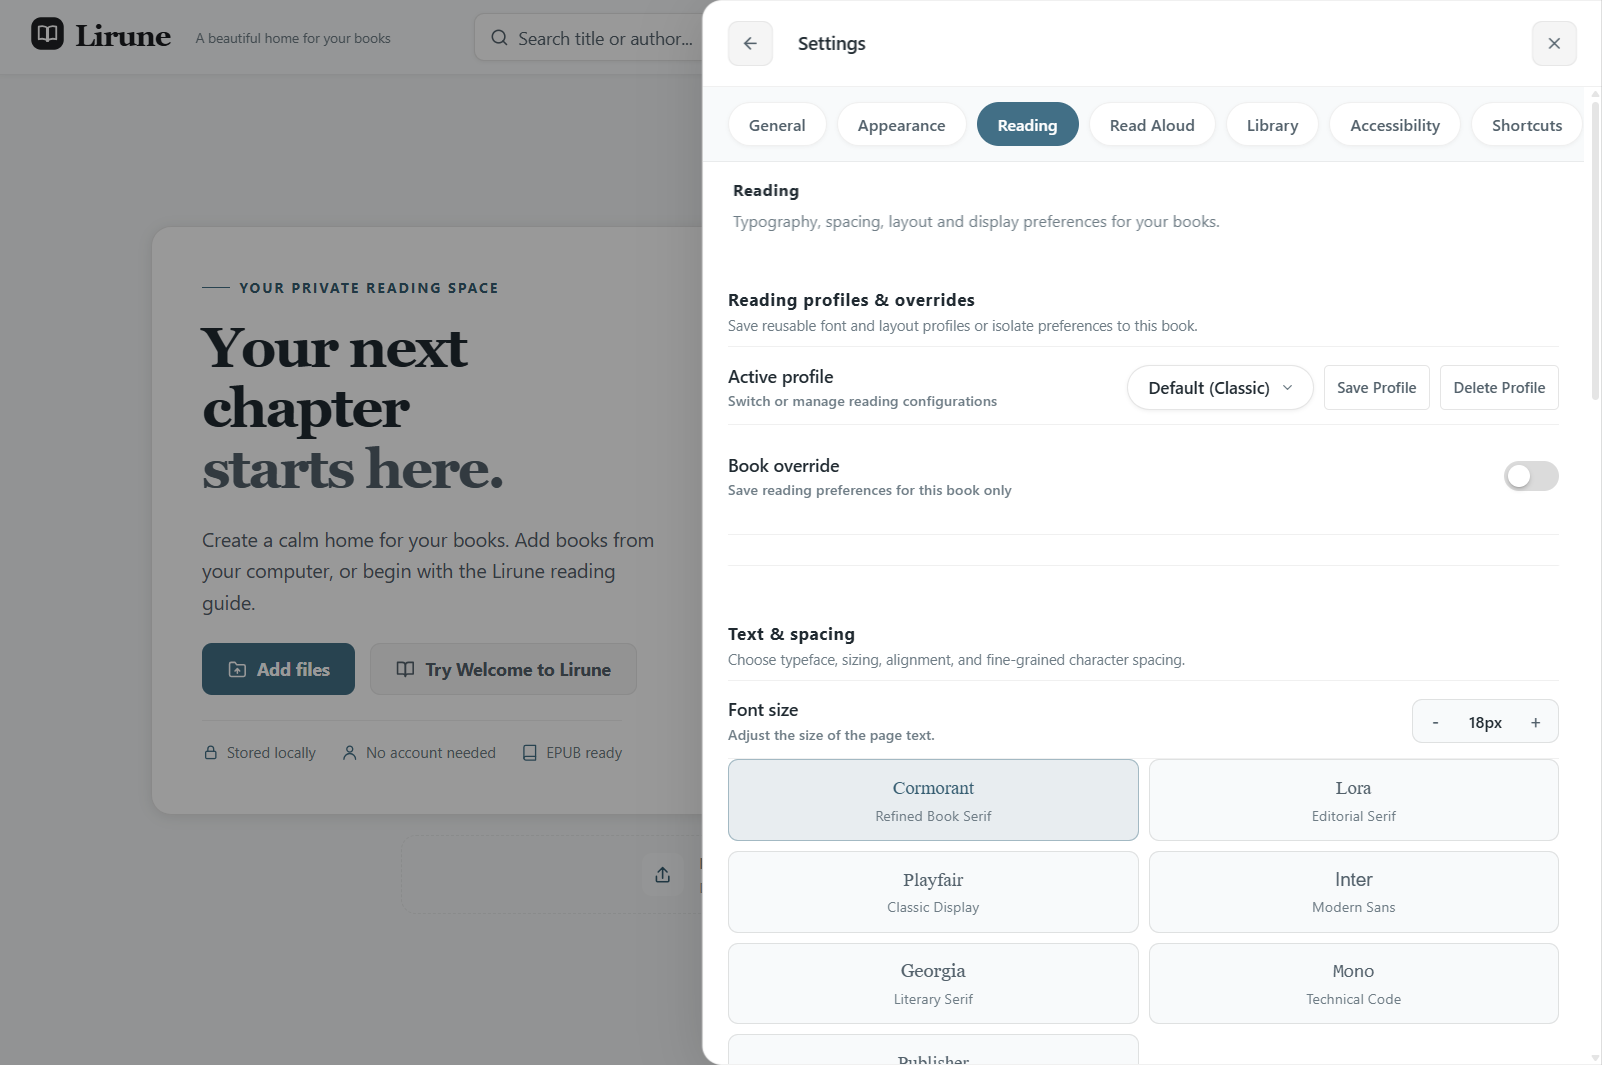 Lirune
A beautiful home for your books
Search title or author...
YOUR PRIVATE READING SPACE
Your next
chapter
starts here.
Create a calm home for your books. Add books from
your computer, or begin with the Lirune reading
guide.
Add files
Try Welcome to Lirune
Stored locally
No account needed
EPUB ready
Settings
General
Appearance
Reading
Read Aloud
Library
Accessibility
Shortcuts
Reading
Typography, spacing, layout and display preferences for your books.
Reading profiles & overrides
Save reusable font and layout profiles or isolate preferences to this book.
Active profile
Switch or manage reading configurations
Default (Classic)
Save Profile
Delete Profile
Book override
Save reading preferences for this book only
Text & spacing
Choose typeface, sizing, alignment, and fine-grained character spacing.
Font size
Adjust the size of the page text.
- 18px +
Cormorant
Refined Book Serif
Lora
Editorial Serif
Playfair
Classic Display
Inter
Modern Sans
Georgia
Literary Serif
Mono
Technical Code
Publisher